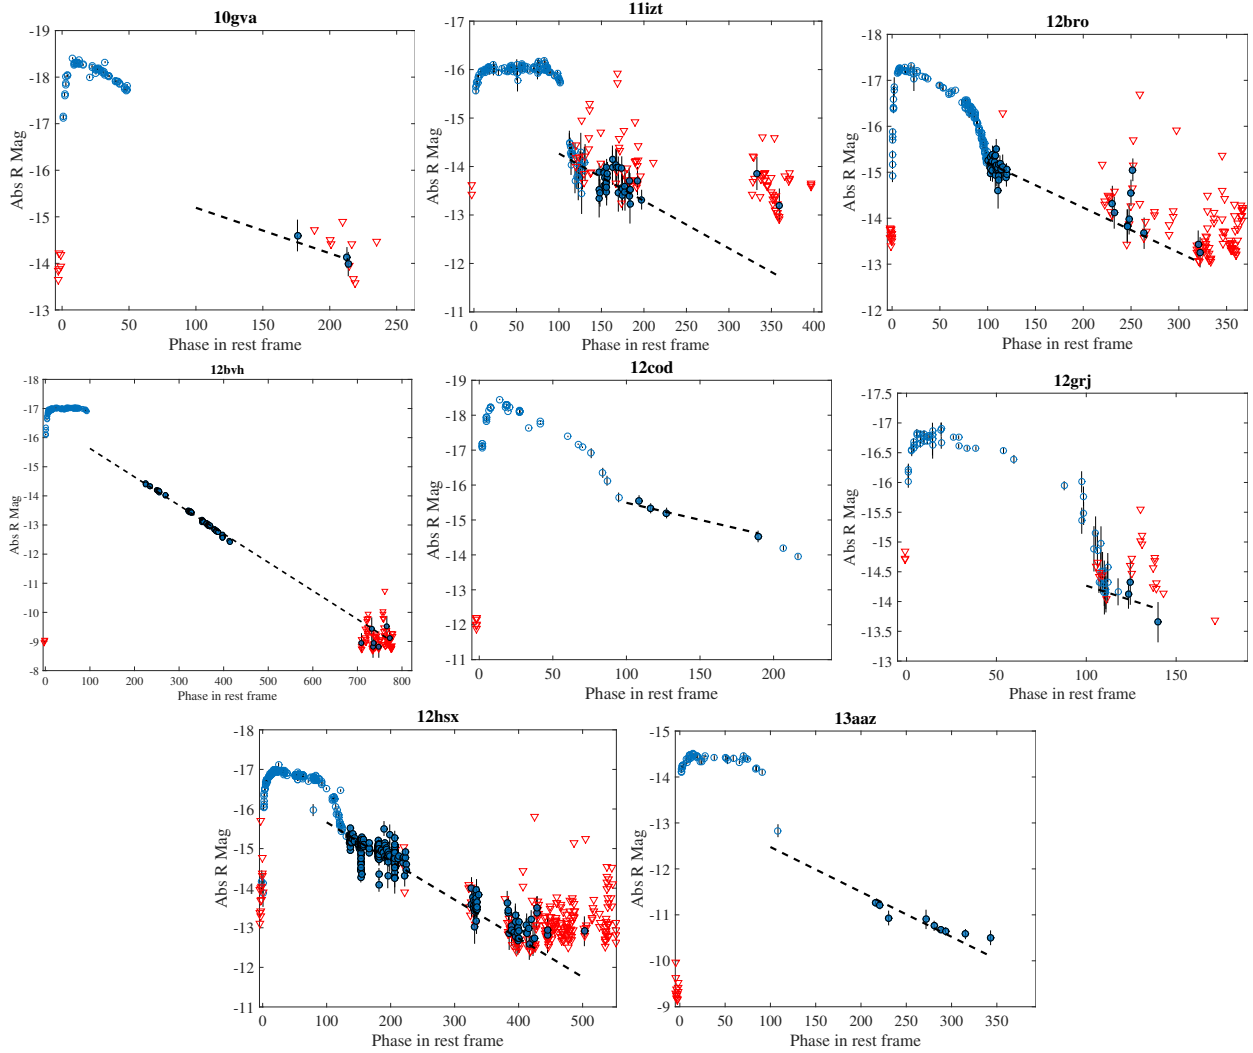 10gva
-19
-18
-17
-16
-15
-14
-13
Abs R Mag
0 50 100 150 200 250
Phase in rest frame
11izt
-17
-16
-15
-14
-13
-12
-11
Abs R Mag
0 50 100 150 200 250 300 350 400
Phase in rest frame
12bro
-18
-17
-16
-15
-14
-13
-12
Abs R Mag
0 50 100 150 200 250 300 350
Phase in rest frame
12bvh
-18
-17
-16
-15
-14
-13
-12
-11
-10
-9
-8
Abs R Mag
0 100 200 300 400 500 600 700 800
Phase in rest frame
12cod
-19
-18
-17
-16
-15
-14
-13
-12
-11
Abs R Mag
0 50 100 150 200
Phase in rest frame
12grj
-17.5
-17
-16.5
-16
-15.5
-15
-14.5
-14
-13.5
-13
Abs R Mag
0 50 100 150
Phase in rest frame
12hsx
-18
-17
-16
-15
-14
-13
-12
-11
Abs R Mag
0 100 200 300 400 500
Phase in rest frame
13aaz
-15
-14
-13
-12
-11
-10
-9
Abs R Mag
0 50 100 150 200 250 300 350
Phase in rest frame